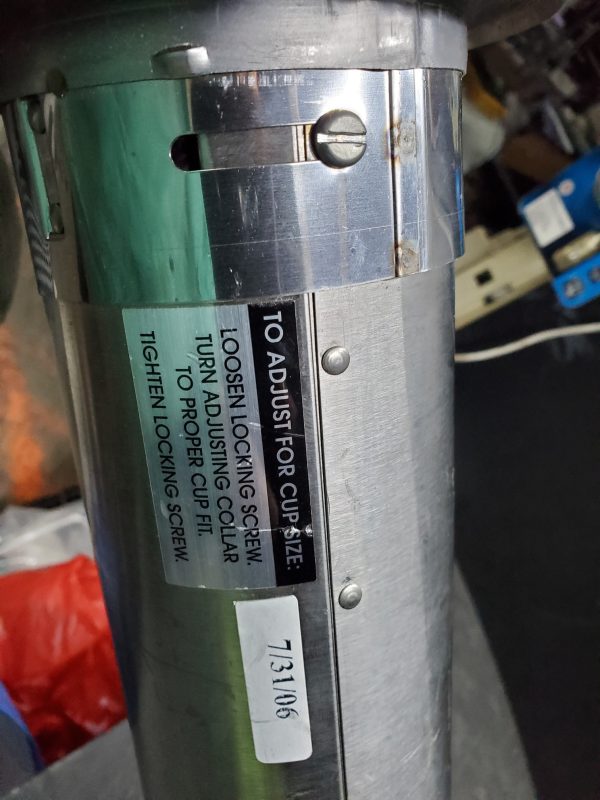 TO ADJUST FOR CUP SIZE:
LOOSEN LOCKING SCREW.
TURN ADJUSTING COLLAR
TO PROPER CUP FIT.
TIGHTEN LOCKING SCREW.
7/31/06